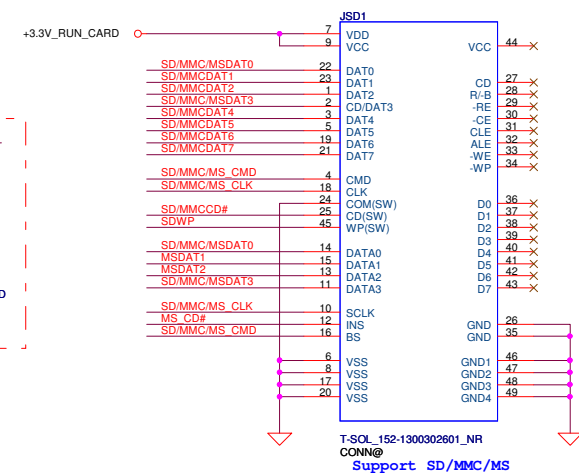 JSD1
+3.3V_RUN_CARD 7 VDD
9 VCC VCC 44
SD/MMC/MSDAT0 22 DAT0
SD/MMCDAT1 23 DAT1 CD 27
SD/MMCDAT2 1 DAT2 R/-B 28
SD/MMC/MSDAT3 2 CD/DAT3 -RE 29
SD/MMCDAT4 3 DAT4 -CE 30
SD/MMCDAT5 5 DAT5 CLE 31
SD/MMCDAT6 19 DAT6 ALE 32
SD/MMCDAT7 21 DAT7 -WE 33
-WP 34
SD/MMC/MS_CMD 4 CMD
SD/MMC/MS_CLK 18 CLK
24 COM(SW) D0 36
SD/MMCCD# 25 CD(SW) D1 37
SDWP 45 WP(SW) D2 38
D3 39
SD/MMC/MSDAT0 14 DATA0 D4 40
MSDAT1 15 DATA1 D5 41
MSDAT2 13 DATA2 D6 42
SD/MMC/MSDAT3 11 DATA3 D7 43
D
SD/MMC/MS_CLK 10 SCLK
MS_CD# 12 INS GND 26
SD/MMC/MS_CMD 16 BS GND 35
6 VSS GND1 46
8 VSS GND2 47
17 VSS GND3 48
20 VSS GND4 49
T-SOL_152-1300302601_NR
CONN@
Support SD/MMC/MS